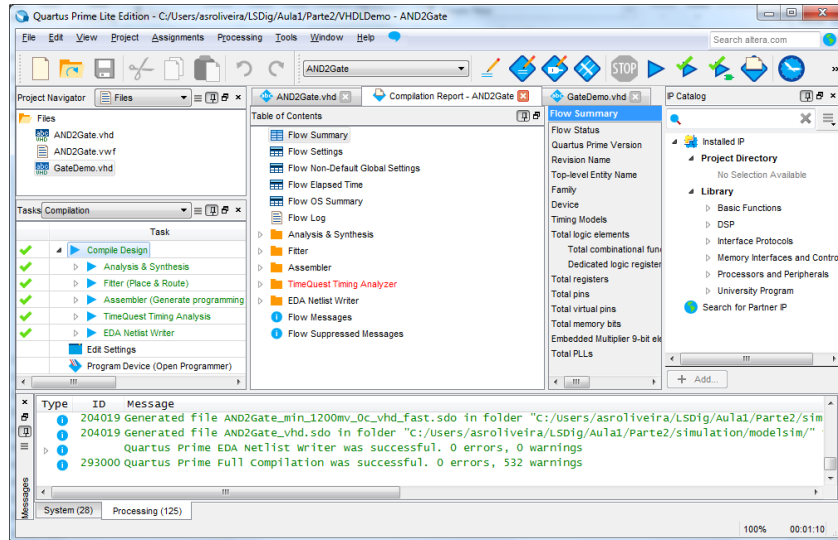 Quartus Prime Lite Edition - C:/Users/asroliveira/LSDig/Aula1/Parte2/VHDLDemo - AND2Gate
File Edit View Project Assignments Processing Tools Window Help
Search altera.com
AND2Gate
STOP
»
Project Navigator Files
Files
AND2Gate.vhd
AND2Gate.vwf
GateDemo.vhd
Tasks Compilation
Task
Compile Design
Analysis & Synthesis
Fitter (Place & Route)
Assembler (Generate programming
TimeQuest Timing Analysis
EDA Netlist Writer
Edit Settings
Program Device (Open Programmer)
AND2Gate.vhd
Compilation Report - AND2Gate
GateDemo.vhd
Table of Contents
Flow Summary
Flow Settings
Flow Non-Default Global Settings
Flow Elapsed Time
Flow OS Summary
Flow Log
Analysis & Synthesis
Fitter
Assembler
TimeQuest Timing Analyzer
EDA Netlist Writer
Flow Messages
Flow Suppressed Messages
Flow Summary
Flow Status
Quartus Prime Version
Revision Name
Top-level Entity Name
Family
Device
Timing Models
Total logic elements
Total combinational fun
Dedicated logic register
Total registers
Total pins
Total virtual pins
Total memory bits
Embedded Multiplier 9-bit ele
Total PLLs
IP Catalog
Installed IP
Project Directory
No Selection Available
Library
Basic Functions
DSP
Interface Protocols
Memory Interfaces and Contro
Processors and Peripherals
University Program
Search for Partner IP
+ Add...
Type ID Message
204019 Generated file AND2Gate_min_1200mv_0c_vhd_fast.sdo in folder "C:/Users/asroliveira/LSDig/Aula1/Parte2/sim
204019 Generated file AND2Gate_vhd.sdo in folder "C:/Users/asroliveira/LSDig/Aula1/Parte2/simulation/modelsim/"
Quartus Prime EDA Netlist Writer was successful. 0 errors, 0 warnings
293000 Quartus Prime Full Compilation was successful. 0 errors, 532 warnings
Messages
System (28) Processing (125)
100% 00:01:10